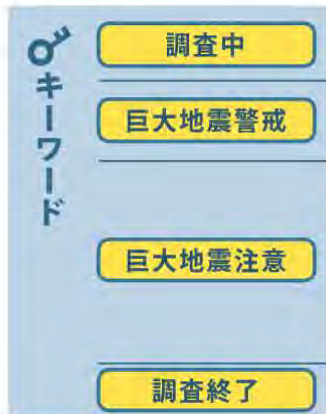 キーワード
調査中
巨大地震警戒
巨大地震注意
調査終了